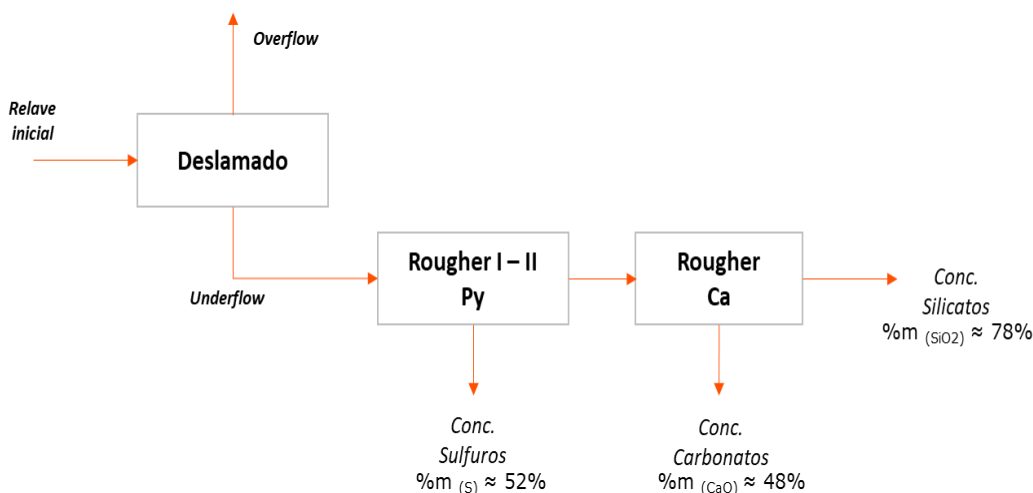 Overflow
Relave
inicial
Deslamado
Underflow
Rougher I – II
Py
Rougher
Ca
Conc.
Silicatos
%m (SiO2) ≈ 78%
Conc.
Sulfuros
%m (S) ≈ 52%
Conc.
Carbonatos
%m (CaO) ≈ 48%